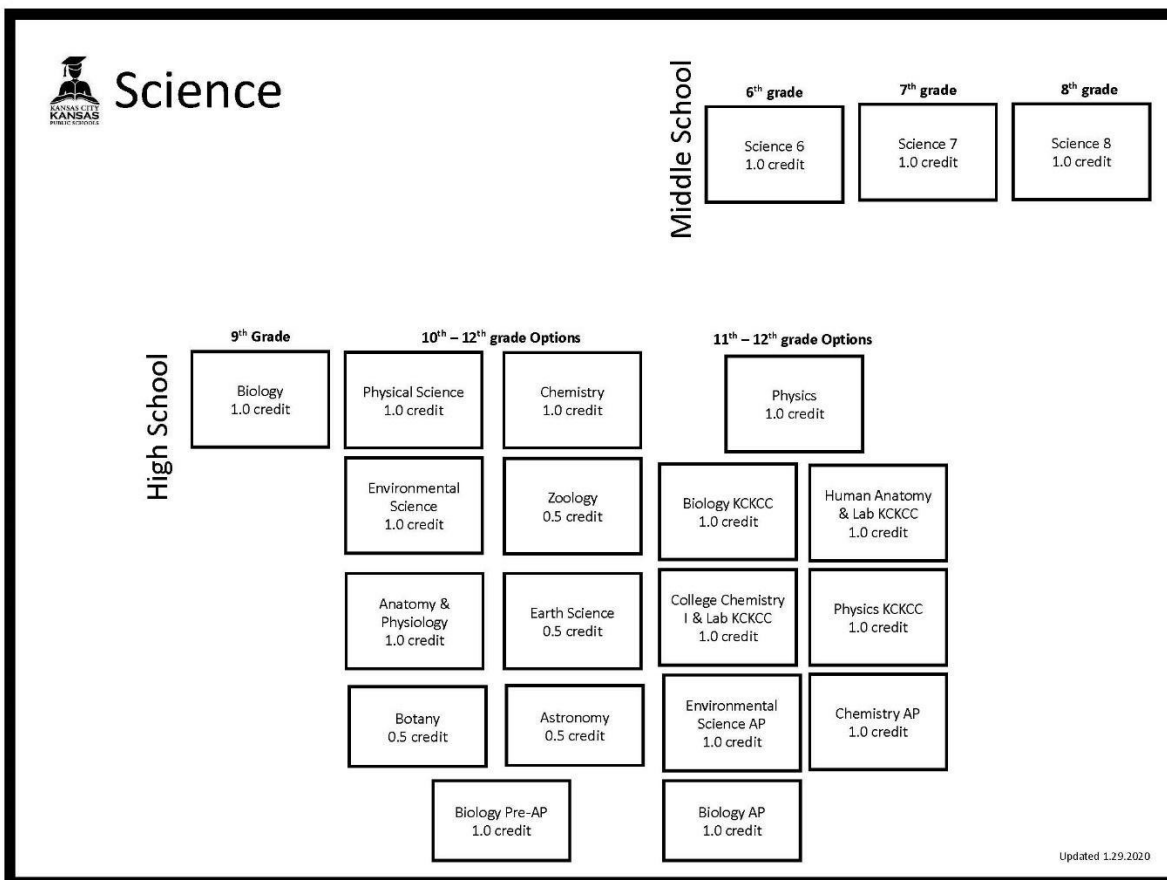 KANSAS CITY
KANSAS
PUBLIC SCHOOLS
Science
Middle School
6th grade
7th grade
8th grade
Science 6
1.0 credit
Science 7
1.0 credit
Science 8
1.0 credit
High School
9th Grade
10th – 12th grade Options
11th – 12th grade Options
Biology
1.0 credit
Physical Science
1.0 credit
Chemistry
1.0 credit
Physics
1.0 credit
Environmental
Science
1.0 credit
Zoology
0.5 credit
Biology KCKCC
1.0 credit
Human Anatomy
& Lab KCKCC
1.0 credit
Anatomy &
Physiology
1.0 credit
Earth Science
0.5 credit
College Chemistry
I & Lab KCKCC
1.0 credit
Physics KCKCC
1.0 credit
Botany
0.5 credit
Astronomy
0.5 credit
Environmental
Science AP
1.0 credit
Chemistry AP
1.0 credit
Biology Pre-AP
1.0 credit
Biology AP
1.0 credit
Updated 1.29.2020